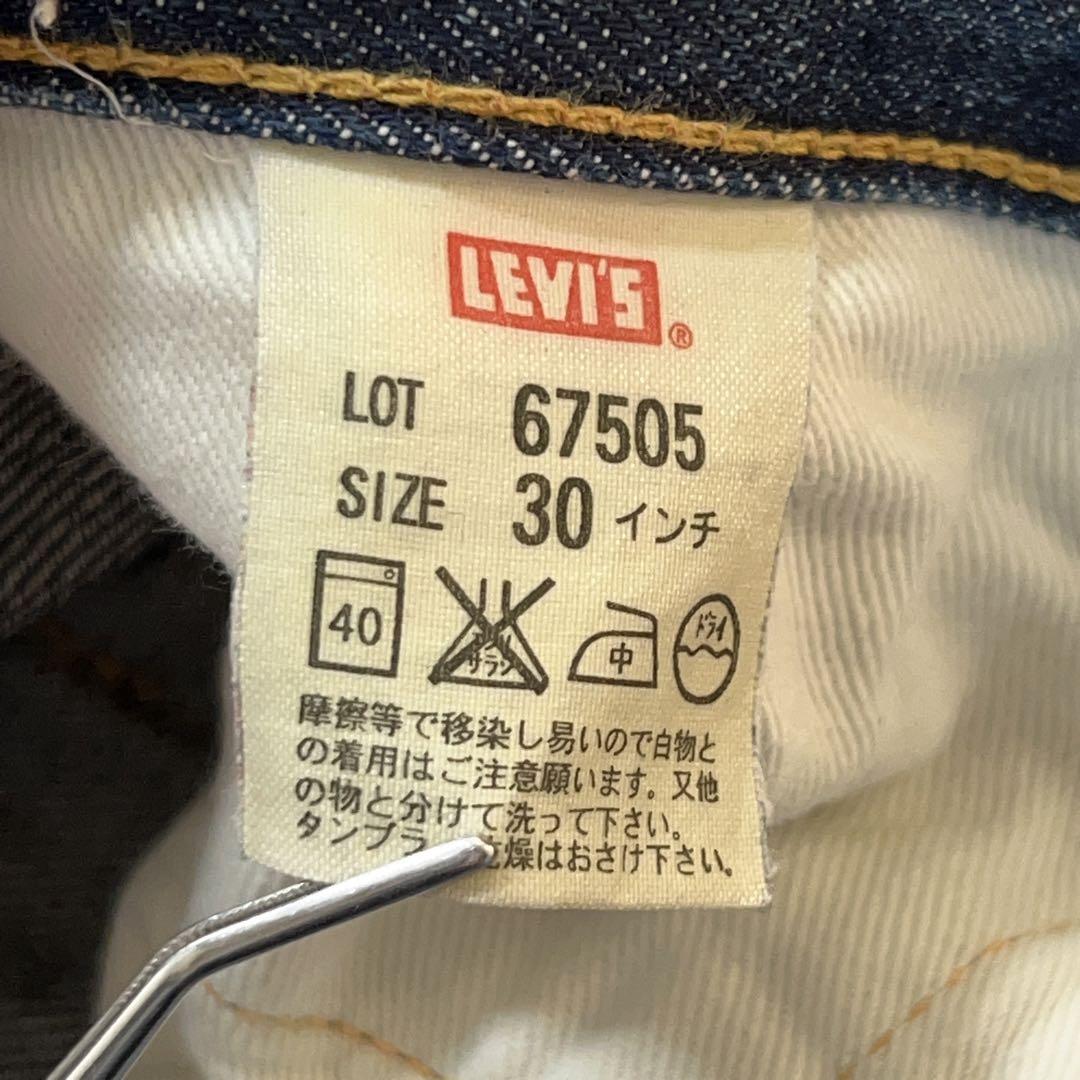 LEVI'S®
LOT 67505
SIZE 30 インチ
40 サラシ 中 ドライ
摩擦等で移染し易いので白物と
の着用はご注意願います。又他
の物と分けて洗って下さい。
タンブラ 燥はおさけ下さい。